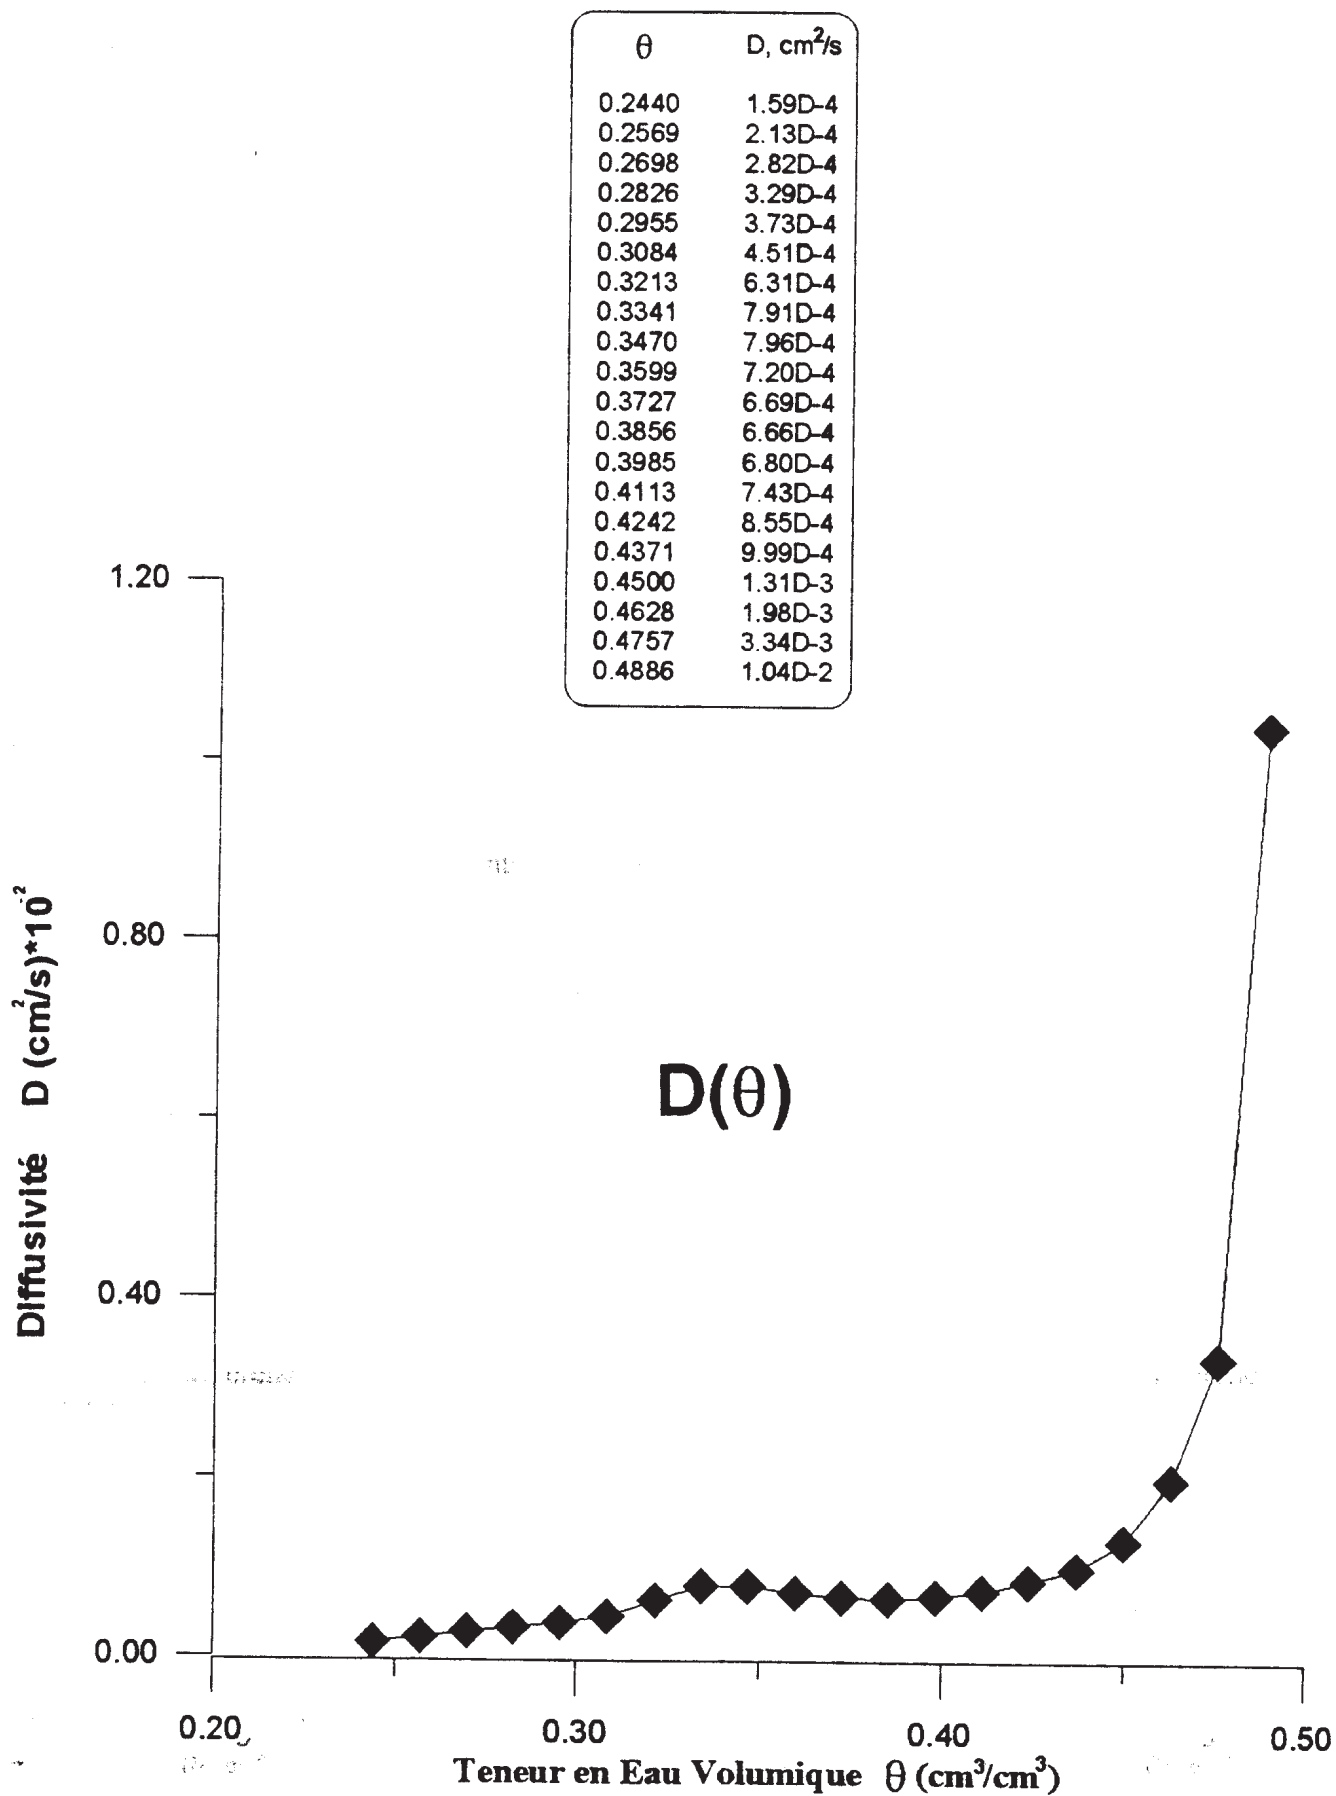 θ D, cm²/s
0.2440 1.59D-4
0.2569 2.13D-4
0.2698 2.82D-4
0.2826 3.29D-4
0.2955 3.73D-4
0.3084 4.51D-4
0.3213 6.31D-4
0.3341 7.91D-4
0.3470 7.96D-4
0.3599 7.20D-4
0.3727 6.69D-4
0.3856 6.66D-4
0.3985 6.80D-4
0.4113 7.43D-4
0.4242 8.55D-4
0.4371 9.99D-4
0.4500 1.31D-3
0.4628 1.98D-3
0.4757 3.34D-3
0.4886 1.04D-2
1.20
0.80
0.40
0.00
Diffusivité D (cm²/s)*10⁻²
D(θ)
0.20 0.30 0.40 0.50
Teneur en Eau Volumique θ (cm³/cm³)